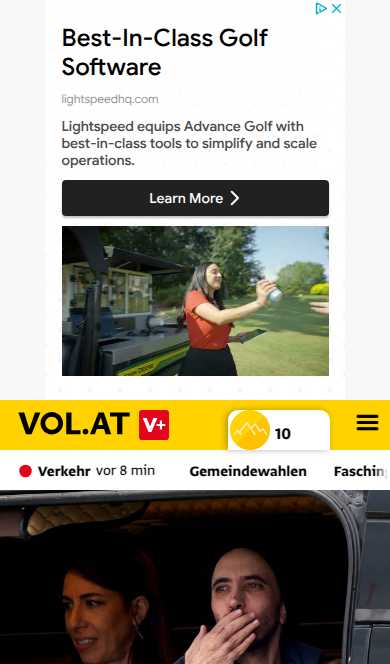 Best-In-Class Golf
Software
lightspeedhq.com
Lightspeed equips Advance Golf with
best-in-class tools to simplify and scale
operations.
Learn More
VOL.AT V+
10
Verkehr vor 8 min Gemeindewahlen Faschin